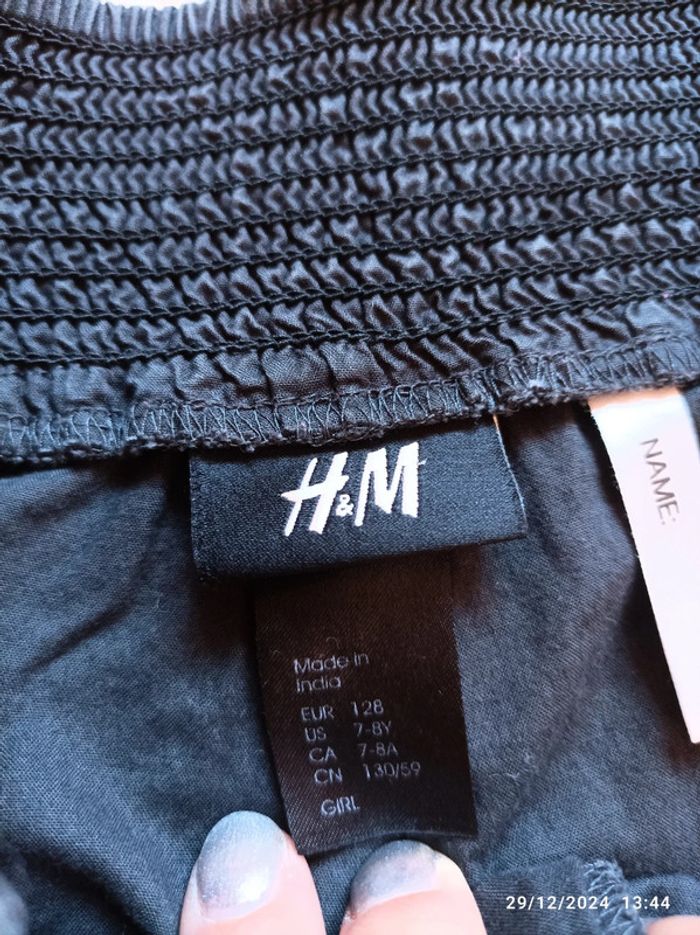 H&M
NAME:
Made in
India
EUR 128
US 7-8Y
CA 7-8A
CN 130/59
GIRL
29/12/2024 13:44